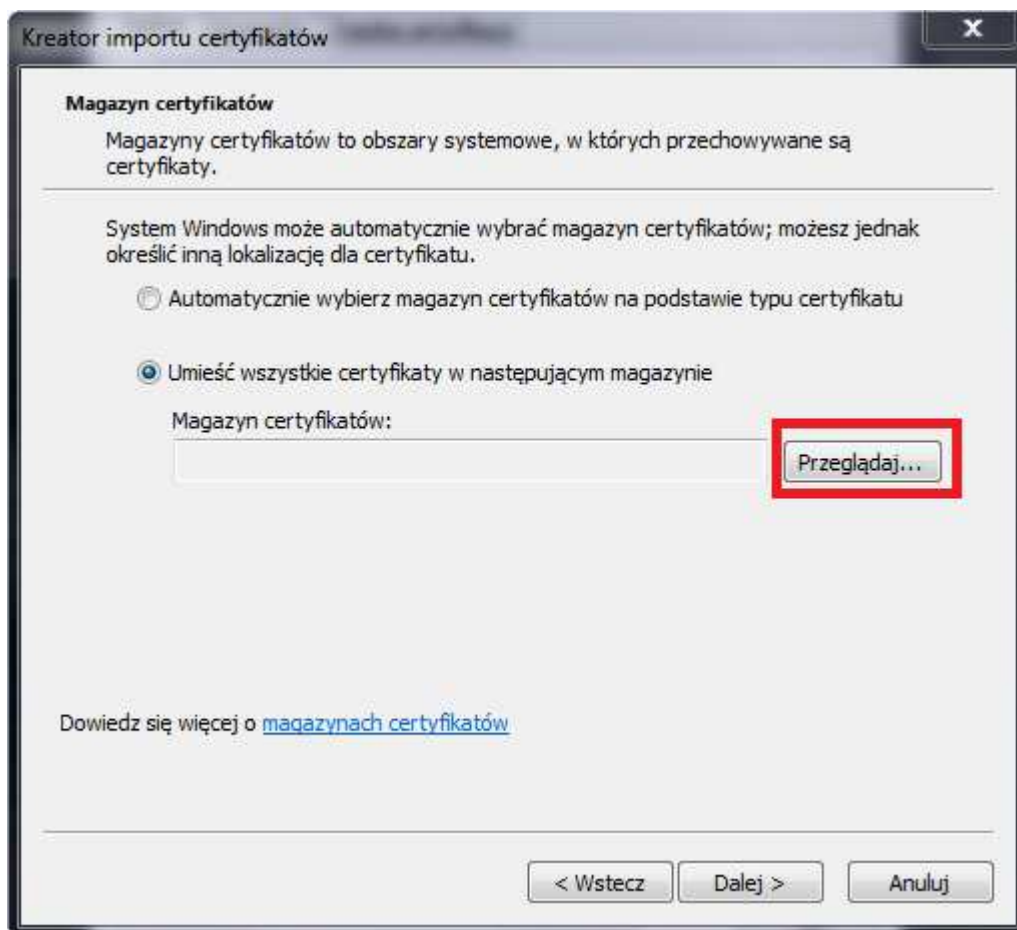 Kreator importu certyfikatów
Magazyn certyfikatów
Magazyny certyfikatów to obszary systemowe, w których przechowywane są
certyfikaty.
System Windows może automatycznie wybrać magazyn certyfikatów; możesz jednak
określić inną lokalizację dla certyfikatu.
Automatycznie wybierz magazyn certyfikatów na podstawie typu certyfikatu
Umieść wszystkie certyfikaty w następującym magazynie
Magazyn certyfikatów:
Przeglądaj...
Dowiedz się więcej o magazynach certyfikatów
< Wstecz
Dalej >
Anuluj